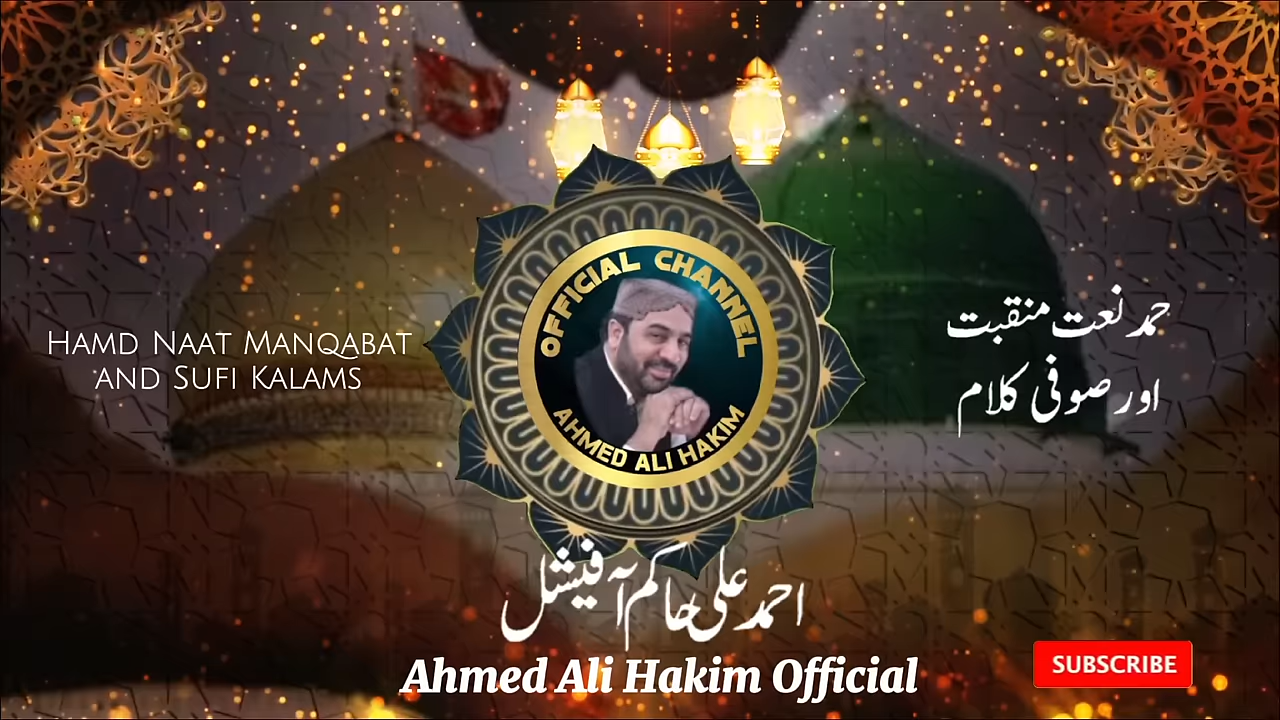 OFFICIAL CHANNEL
AHMED ALI HAKIM
HAMD NAAT MANQABAT
AND SUFI KALAMS
حمد نعت منقبت
اور صوفی کلام
احمد علی حاکم آفیشل
Ahmed Ali Hakim Official
SUBSCRIBE